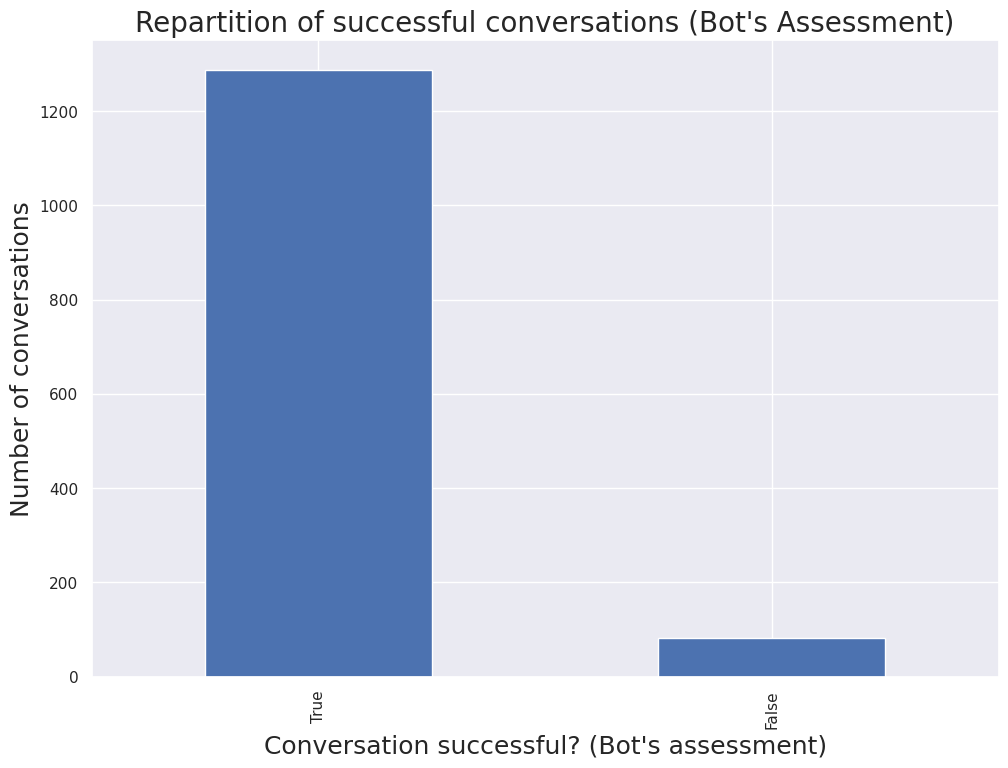 Repartition of successful conversations (Bot's Assessment)
Number of conversations
1200
1000
800
600
400
200
0
True
False
Conversation successful? (Bot's assessment)